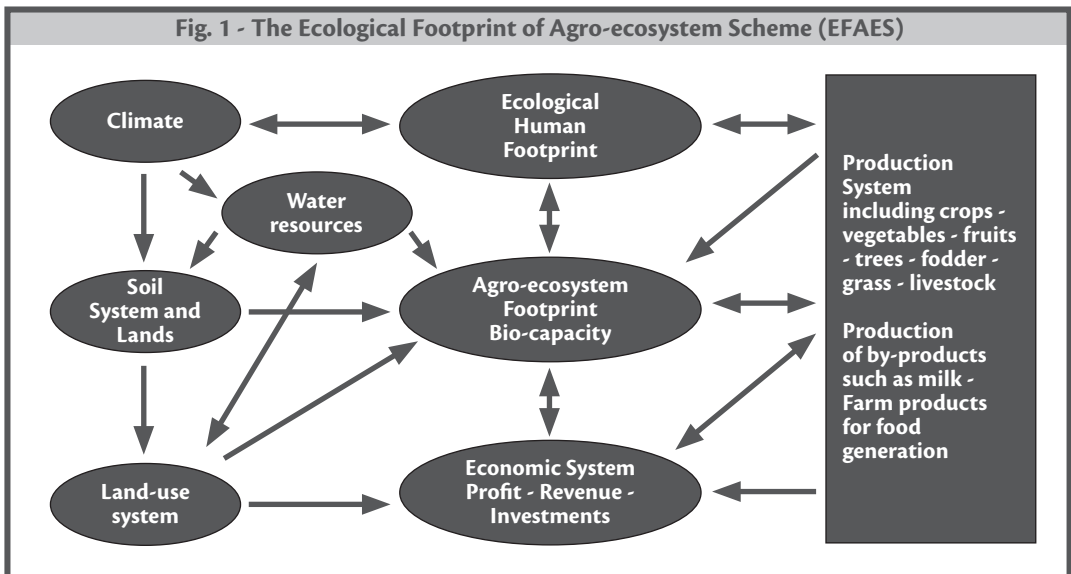 Fig. 1 - The Ecological Footprint of Agro-ecosystem Scheme (EFAES)
Climate
Ecological
Human
Footprint
Water
resources
Soil
System and
Lands
Agro-ecosystem
Footprint
Bio-capacity
Land-use
system
Economic System
Profit - Revenue -
Investments
Production
System
including crops -
vegetables - fruits
- trees - fodder -
grass - livestock
Production
of by-products
such as milk -
Farm products
for food
generation